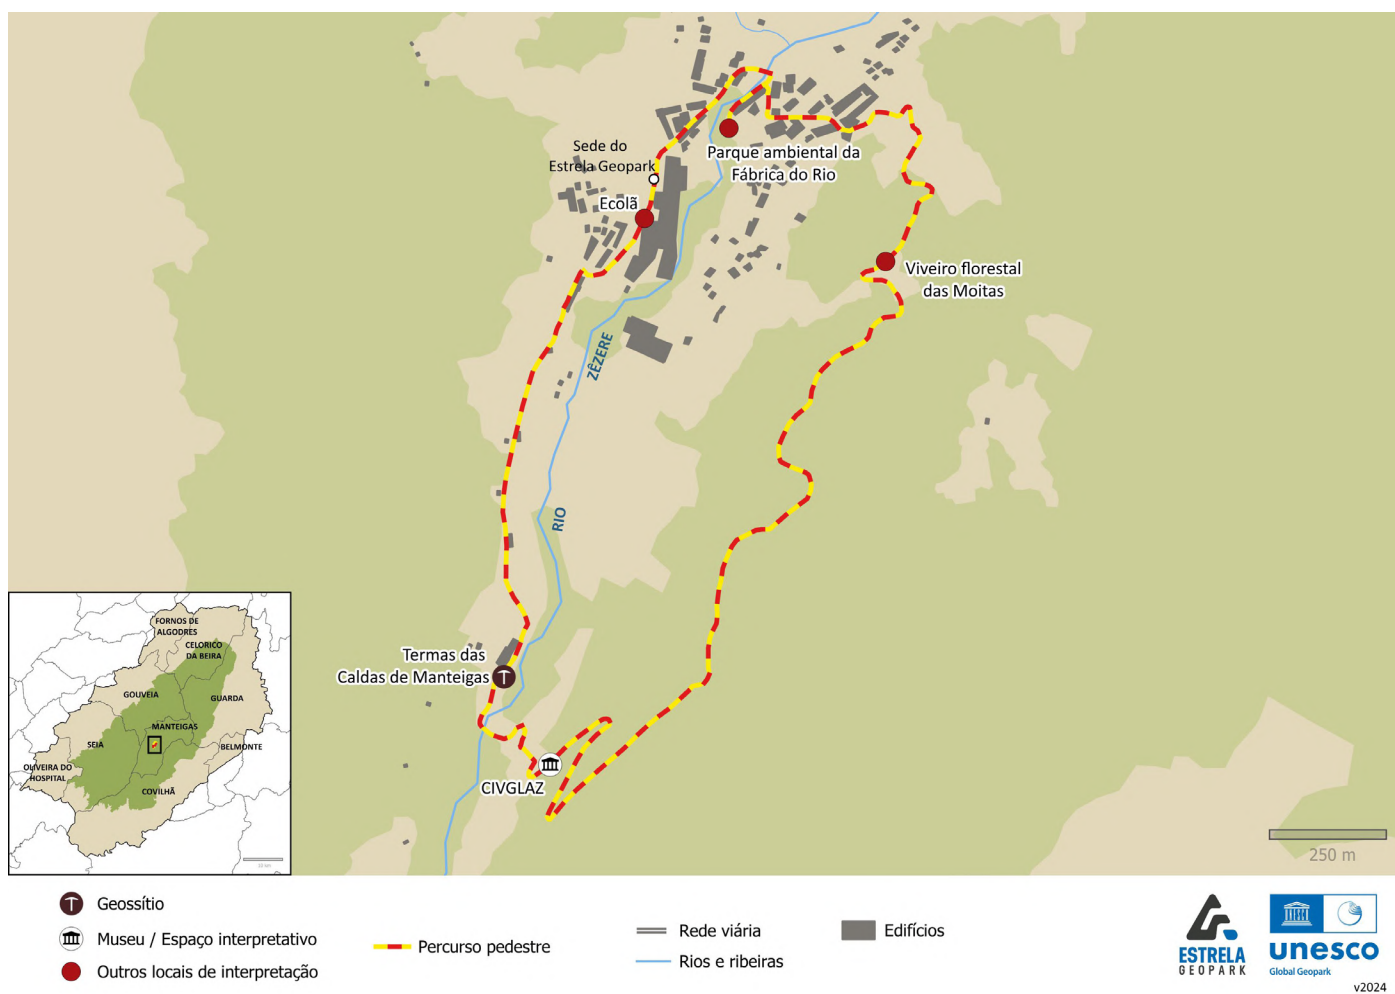 Sede do
Estrela Geopark
Ecolã
Parque ambiental da
Fábrica do Rio
Viveiro florestal
das Moitas
ZÊZERE
RIO
Termas das
Caldas de Manteigas
CIVGLAZ
250 m
FORNOS DE
ALGODRES
CELORICO
DA BEIRA
GOUVEIA
GUARDA
MANTEIGAS
SEIA
BELMONTE
OLIVEIRA DO
HOSPITAL
COVILHÃ
10 km
Geossítio
Museu / Espaço interpretativo
Outros locais de interpretação
Percurso pedestre
Rede viária
Rios e ribeiras
Edifícios
ESTRELA
GEOPARK
unesco
Global Geopark
v2024